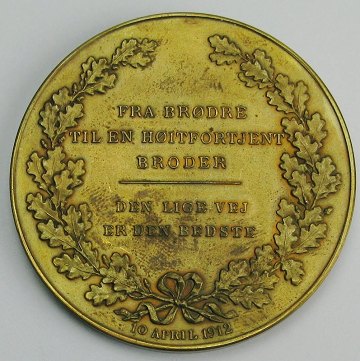 FRA BRØDRE
TIL EN HØITFORTJENT
BRODER
DEN LIGE VEJ
ER DEN BEDSTE
10 APRIL 1912